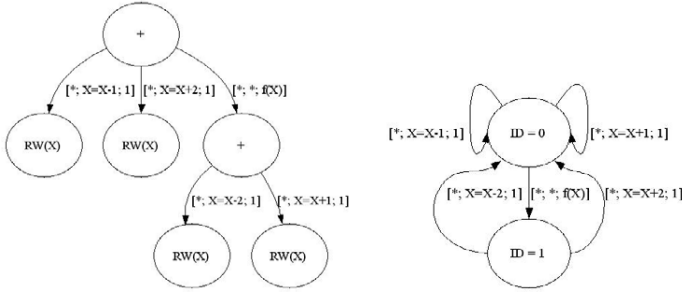 +
[*; X=X-1; 1] [*; X=X+2; 1] [*; *; f(X)]
RW(X) RW(X) +
[*; X=X-2; 1] [*; X=X+1; 1]
RW(X) RW(X)
[*; X=X-1; 1] ID = 0 [*; X=X+1; 1]
[*; X=X-2; 1] [*; *; f(X)] [*; X=X+2; 1]
ID = 1